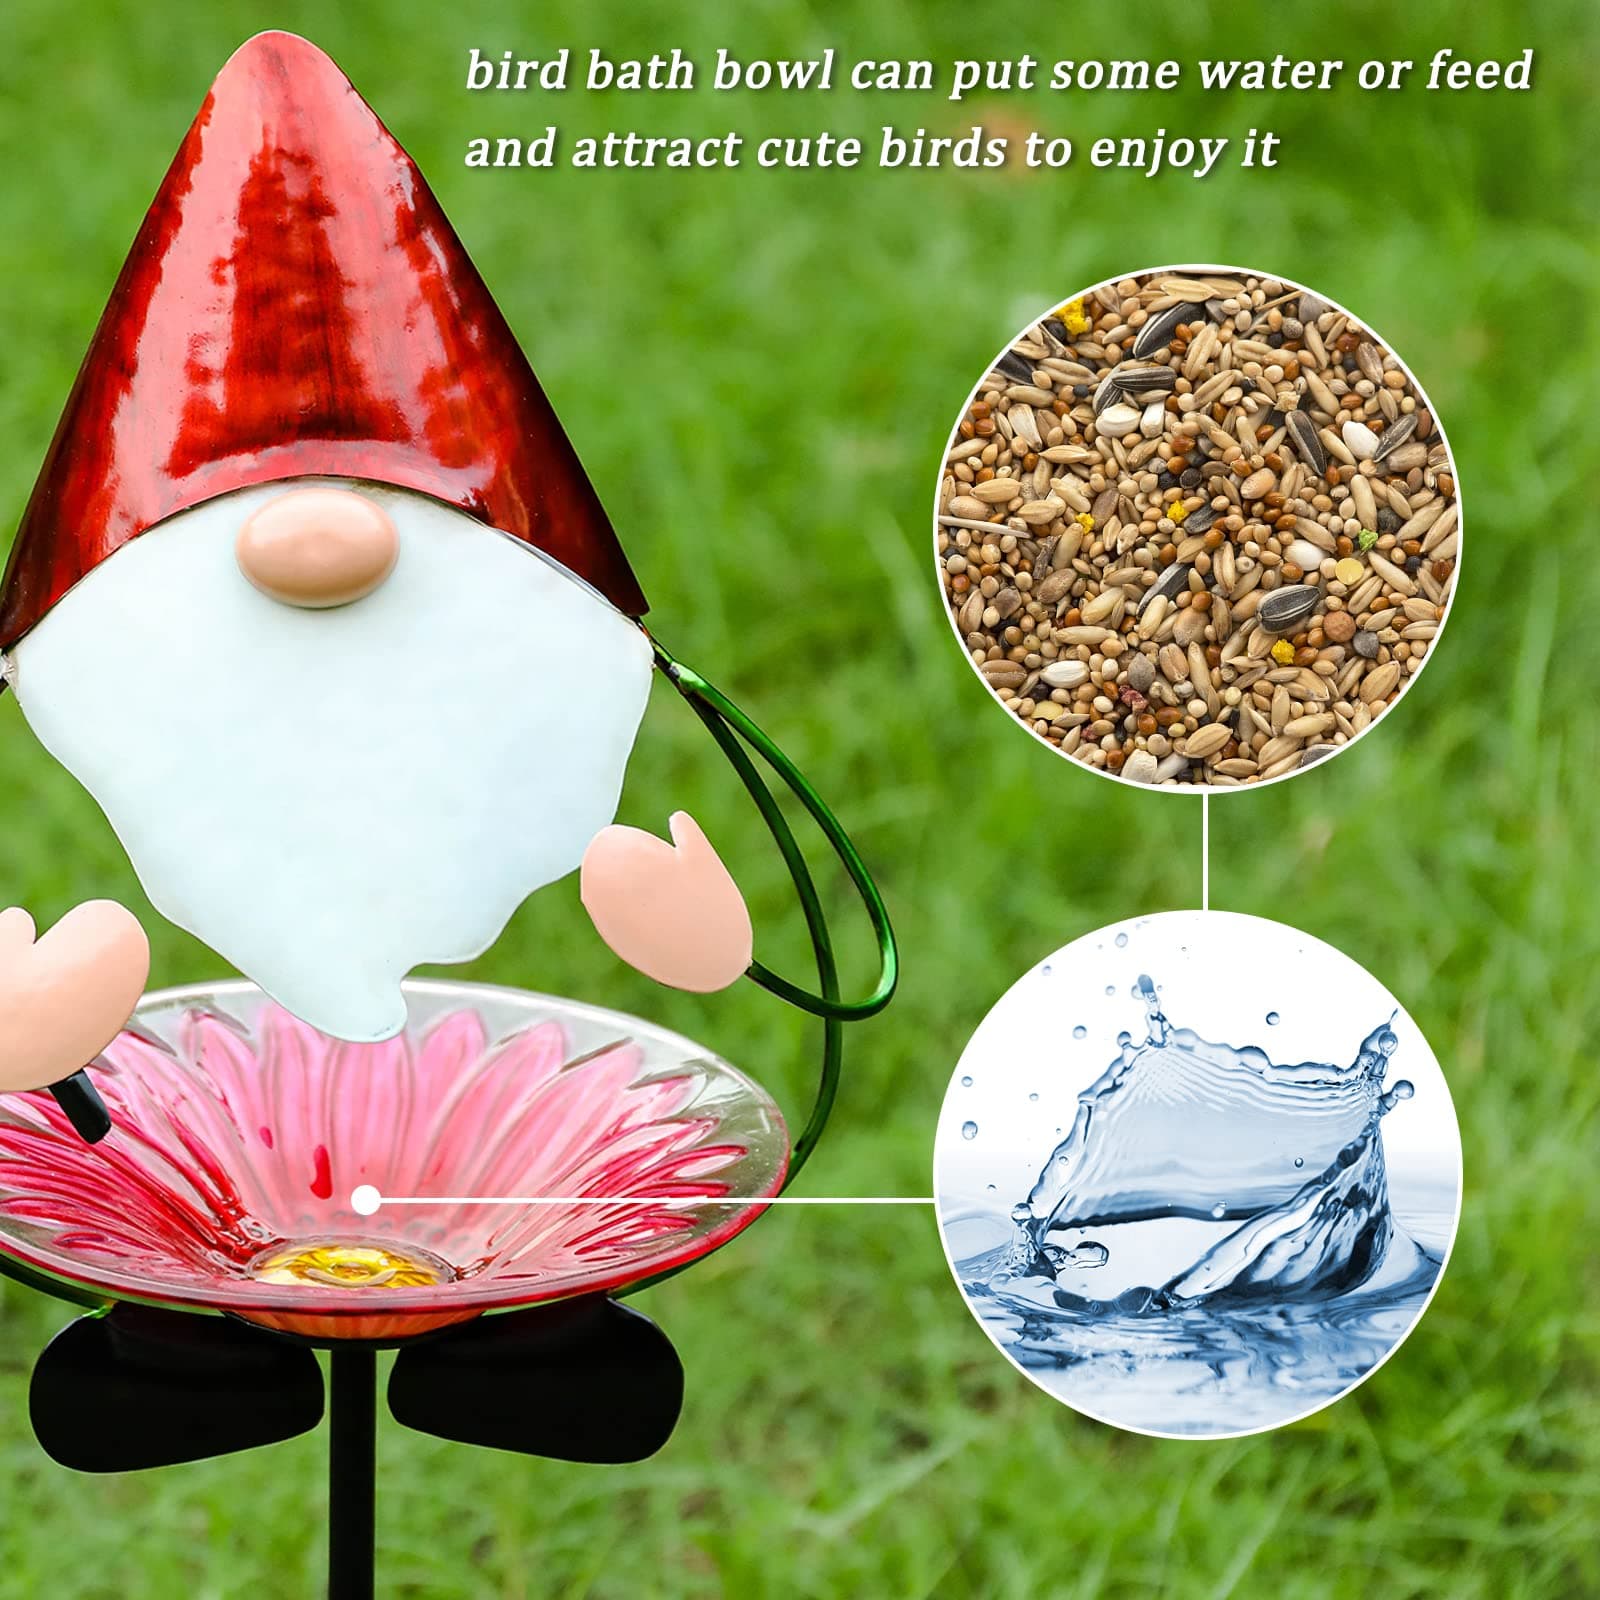 bird bath bowl can put some water or feed
and attract cute birds to enjoy it